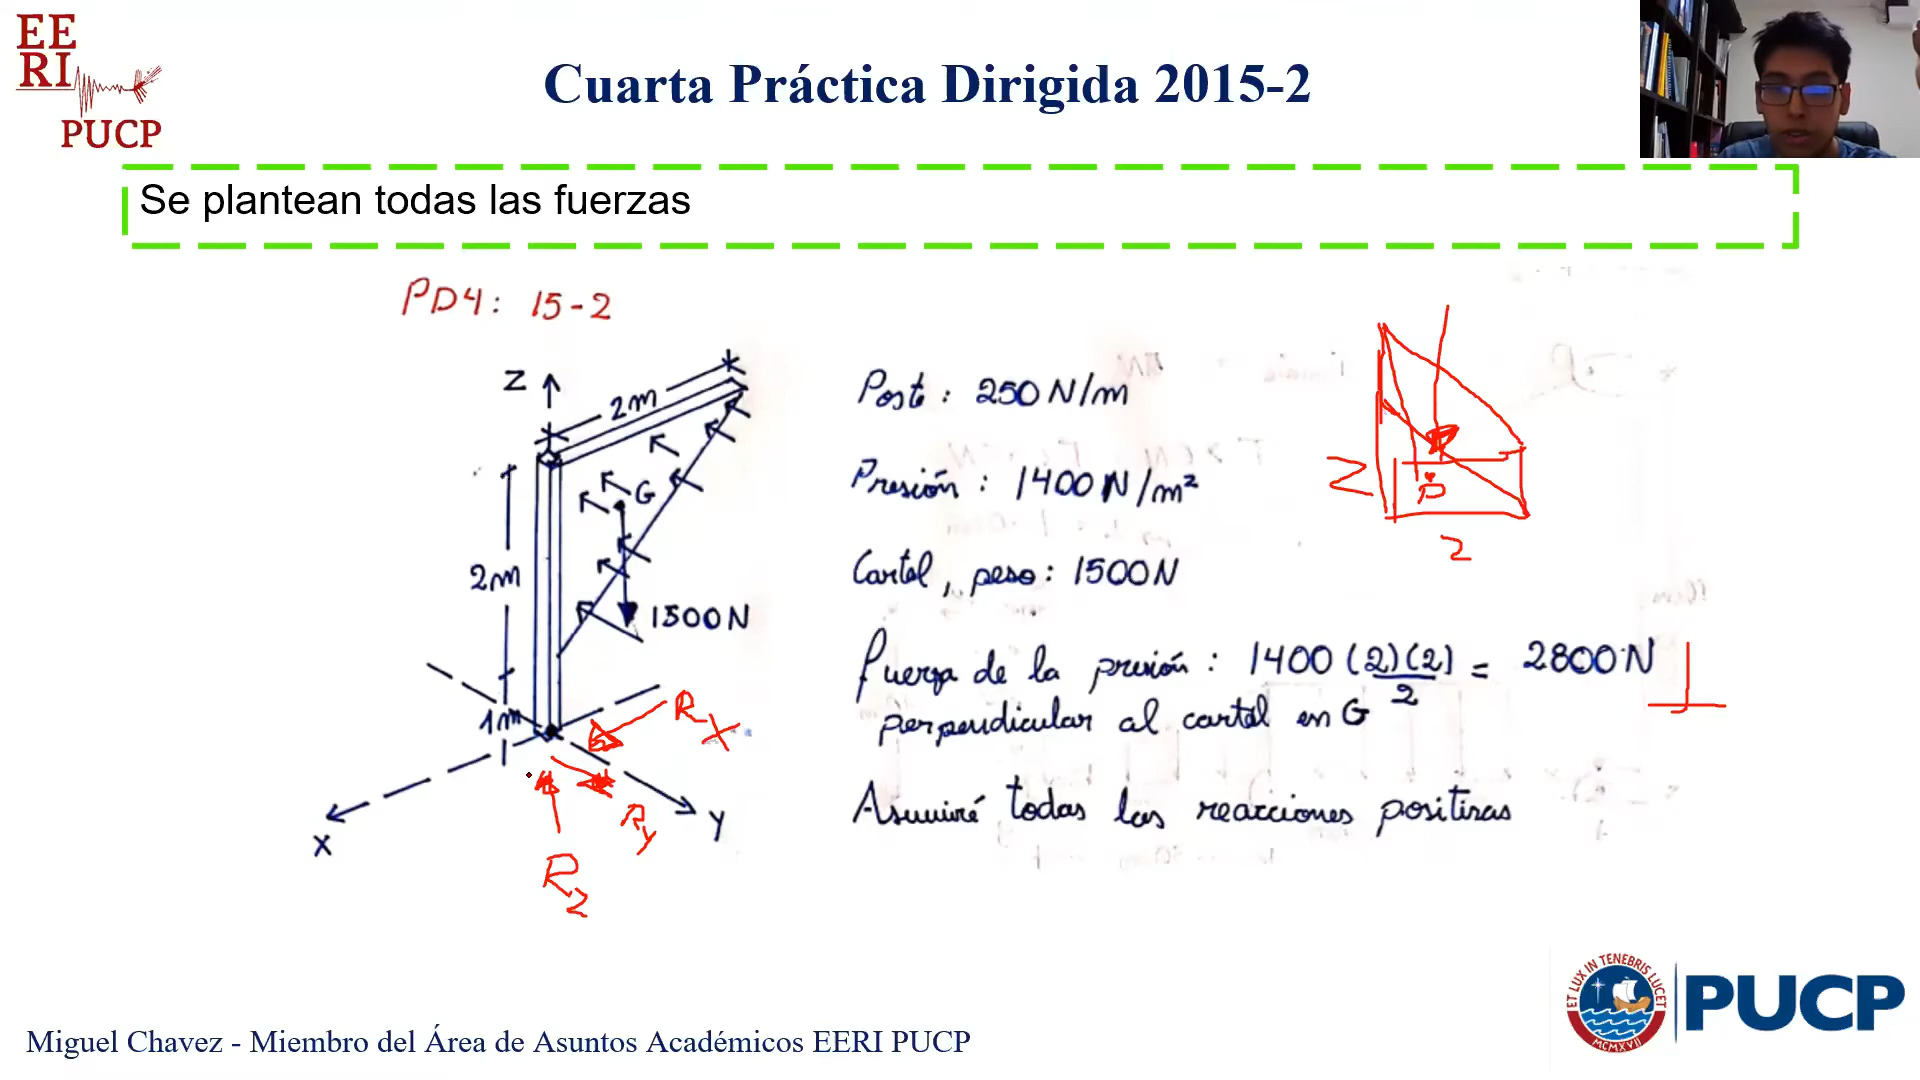 EE
RI
PUCP
Cuarta Práctica Dirigida 2015-2
Se plantean todas las fuerzas
PD4: 15-2
Z
2m
G
2m
1500N
1m
X
Y
Rx
Ry
Rz
Poste: 250 N/m
Presión: 1400 N/m²
Cartel, peso: 1500N
Fuerza de la presión: 1400 (2)(2)/2 = 2800 N
perpendicular al cartel en G
Asumiré todas las reacciones positivas
2
P
2
ET LUX IN TENEBRIS LUCET
MCMXVII
PUCP
Miguel Chavez - Miembro del Área de Asuntos Académicos EERI PUCP